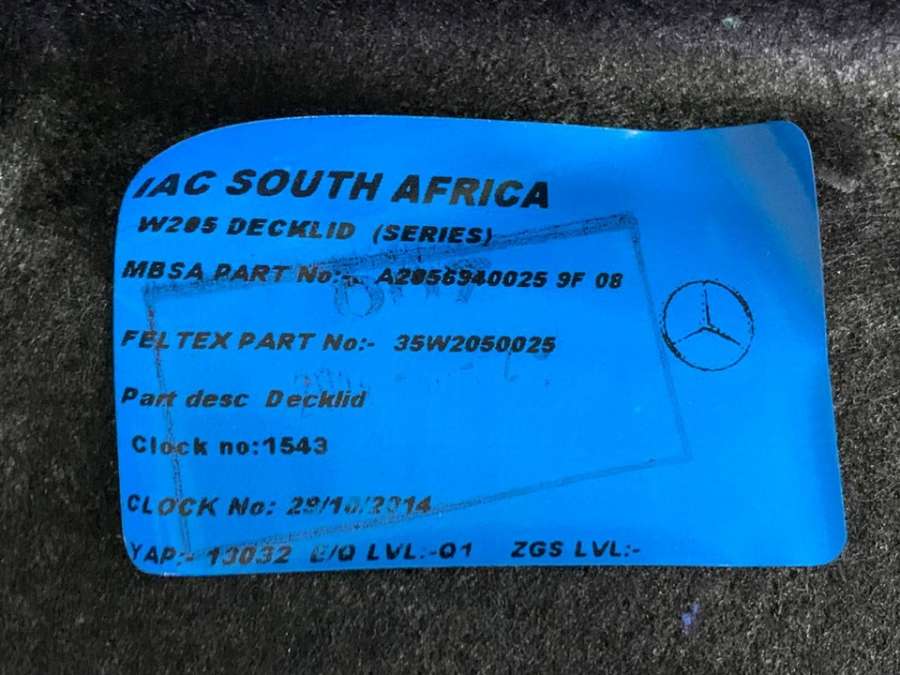 IAC SOUTH AFRICA
W205 DECKLID (SERIES)
MBSA PART No:- A2056940025 9F 08
FELTEX PART No:- 35W2050025
Part desc Decklid
Clock no:1543
CLOCK No: 29/10/2014
YAP:- 13032 E/Q LVL:-Q1 ZGS LVL:-